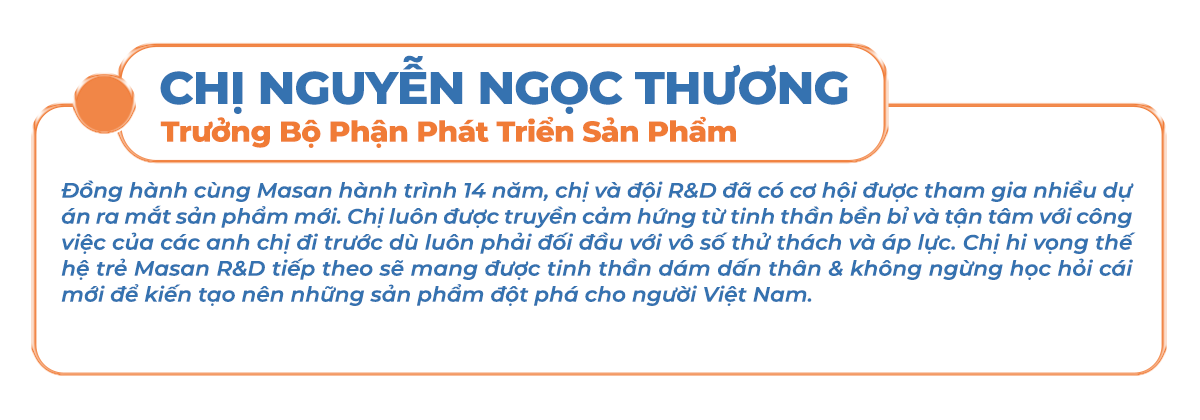 CHỊ NGUYỄN NGỌC THƯƠNG
Trưởng Bộ Phận Phát Triển Sản Phẩm
Đồng hành cùng Masan hành trình 14 năm, chị và đội R&D đã có cơ hội được tham gia nhiều dự
án ra mắt sản phẩm mới. Chị luôn được truyền cảm hứng từ tinh thần bền bỉ và tận tâm với công
việc của các anh chị đi trước dù luôn phải đối đầu với vô số thử thách và áp lực. Chị hi vọng thế
hệ trẻ Masan R&D tiếp theo sẽ mang được tinh thần dám dấn thân & không ngừng học hỏi cái
mới để kiến tạo nên những sản phẩm đột phá cho người Việt Nam.